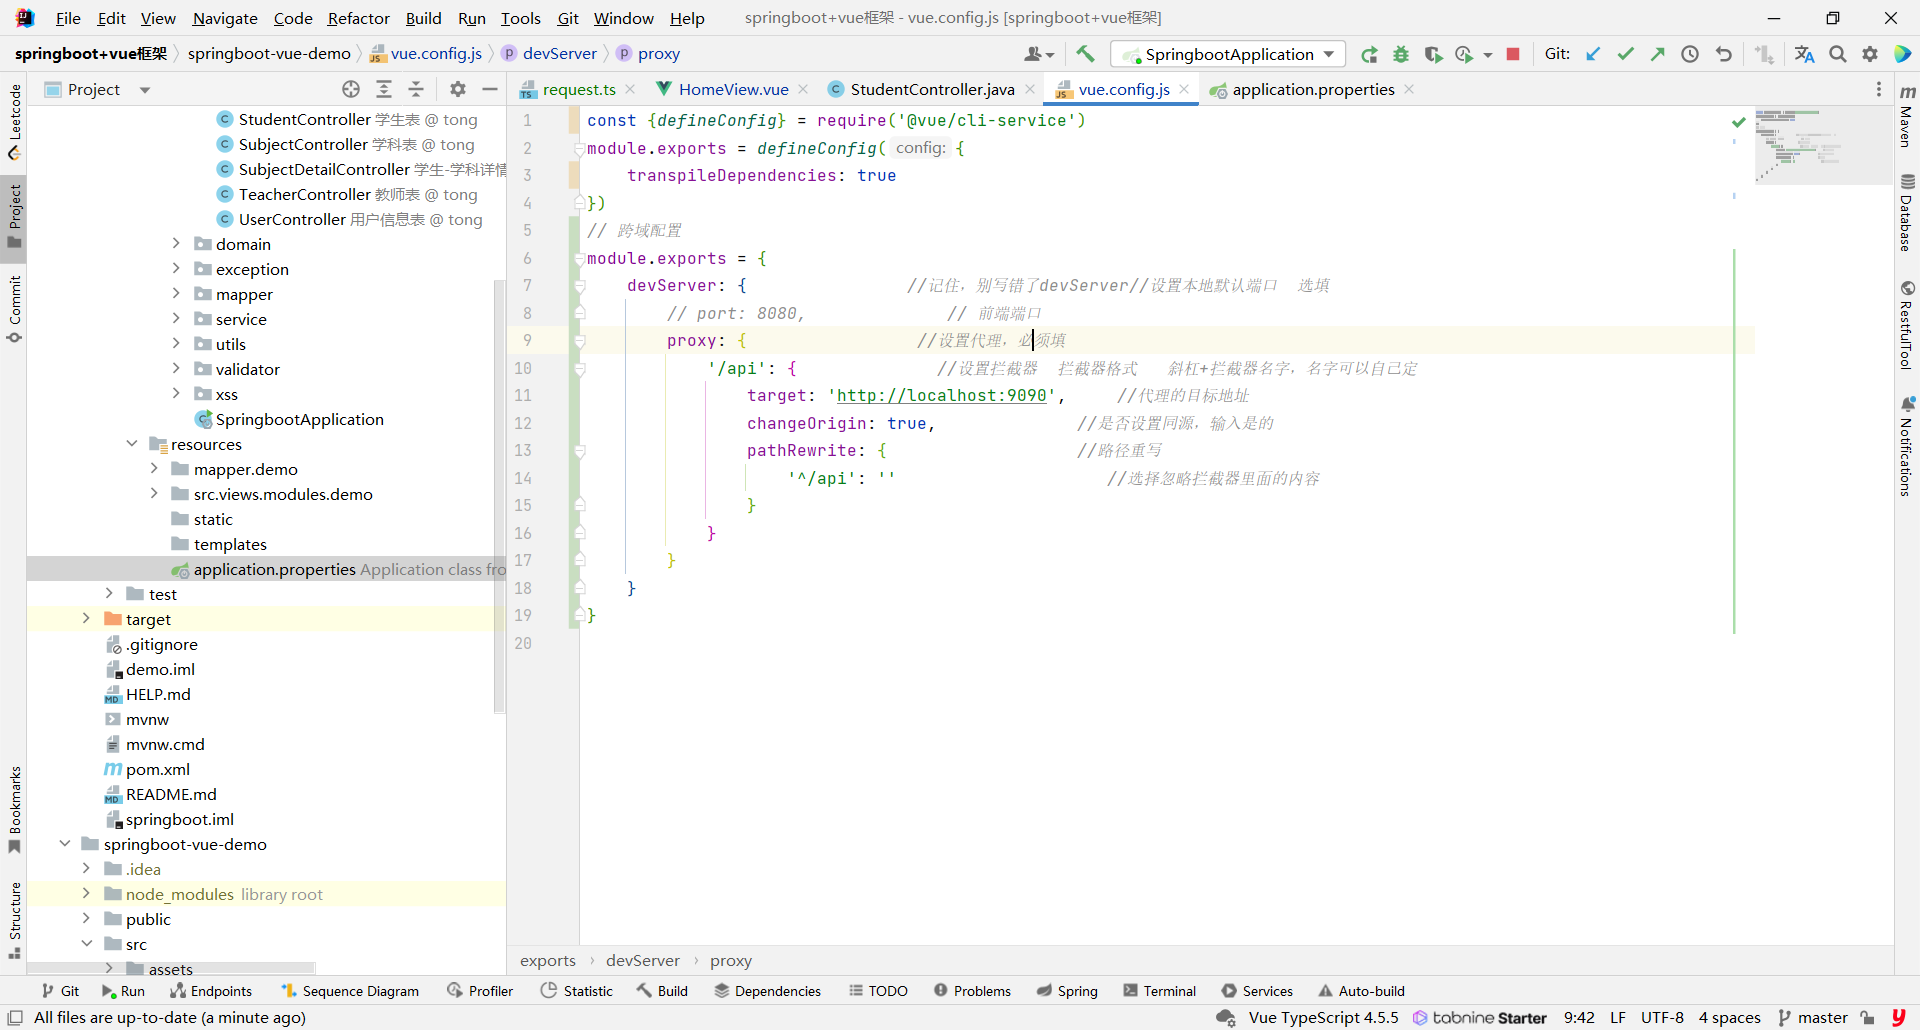 File Edit View Navigate Code Refactor Build Run Tools Git Window Help springboot+vue框架 - vue.config.js [springboot+vue框架]
springboot+vue框架 springboot-vue-demo vue.config.js devServer proxy SpringbootApplication Git:
Project
request.ts HomeView.vue StudentController.java vue.config.js application.properties
Leetcode
Project
Commit
Bookmarks
Structure
StudentController 学生表 @ tong
SubjectController 学科表 @ tong
SubjectDetailController 学生-学科详情
TeacherController 教师表 @ tong
UserController 用户信息表 @ tong
domain
exception
mapper
service
utils
validator
xss
SpringbootApplication
resources
mapper.demo
src.views.modules.demo
static
templates
application.properties Application class fro
test
target
.gitignore
demo.iml
HELP.md
mvnw
mvnw.cmd
pom.xml
README.md
springboot.iml
springboot-vue-demo
.idea
node_modules library root
public
src
assets
1 const {defineConfig} = require('@vue/cli-service')
2 module.exports = defineConfig( config: {
3 transpileDependencies: true
4 })
5 // 跨域配置
6 module.exports = {
7 devServer: { //记住，别写错了devServer//设置本地默认端口 选填
8 // port: 8080, // 前端端口
9 proxy: { //设置代理，必须填
10 '/api': { //设置拦截器 拦截器格式 斜杠+拦截器名字，名字可以自己定
11 target: 'http://localhost:9090', //代理的目标地址
12 changeOrigin: true, //是否设置同源，输入是的
13 pathRewrite: { //路径重写
14 '^/api': '' //选择忽略拦截器里面的内容
15 }
16 }
17 }
18 }
19 }
20
Maven
Database
RestfulTool
Notifications
exports devServer proxy
Git Run Endpoints Sequence Diagram Profiler Statistic Build Dependencies TODO Problems Spring Terminal Services Auto-build
All files are up-to-date (a minute ago) Vue TypeScript 4.5.5 tabnine Starter 9:42 LF UTF-8 4 spaces master